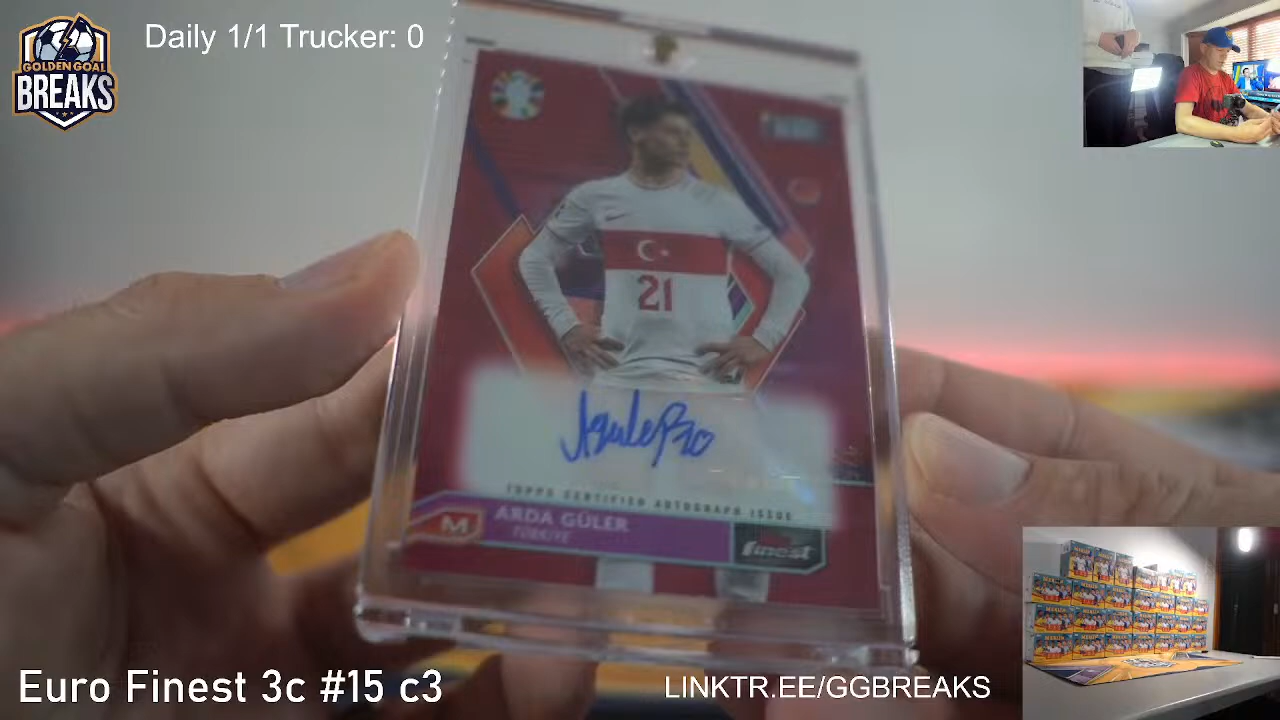 GOLDEN GOAL
BREAKS
Daily 1/1 Trucker: 0
21
TOPPS CERTIFIED AUTOGRAPH ISSUE
M
ARDA GÜLER
TÜRKIYE
finest
Euro Finest 3c #15 c3
LINKTR.EE/GGBREAKS